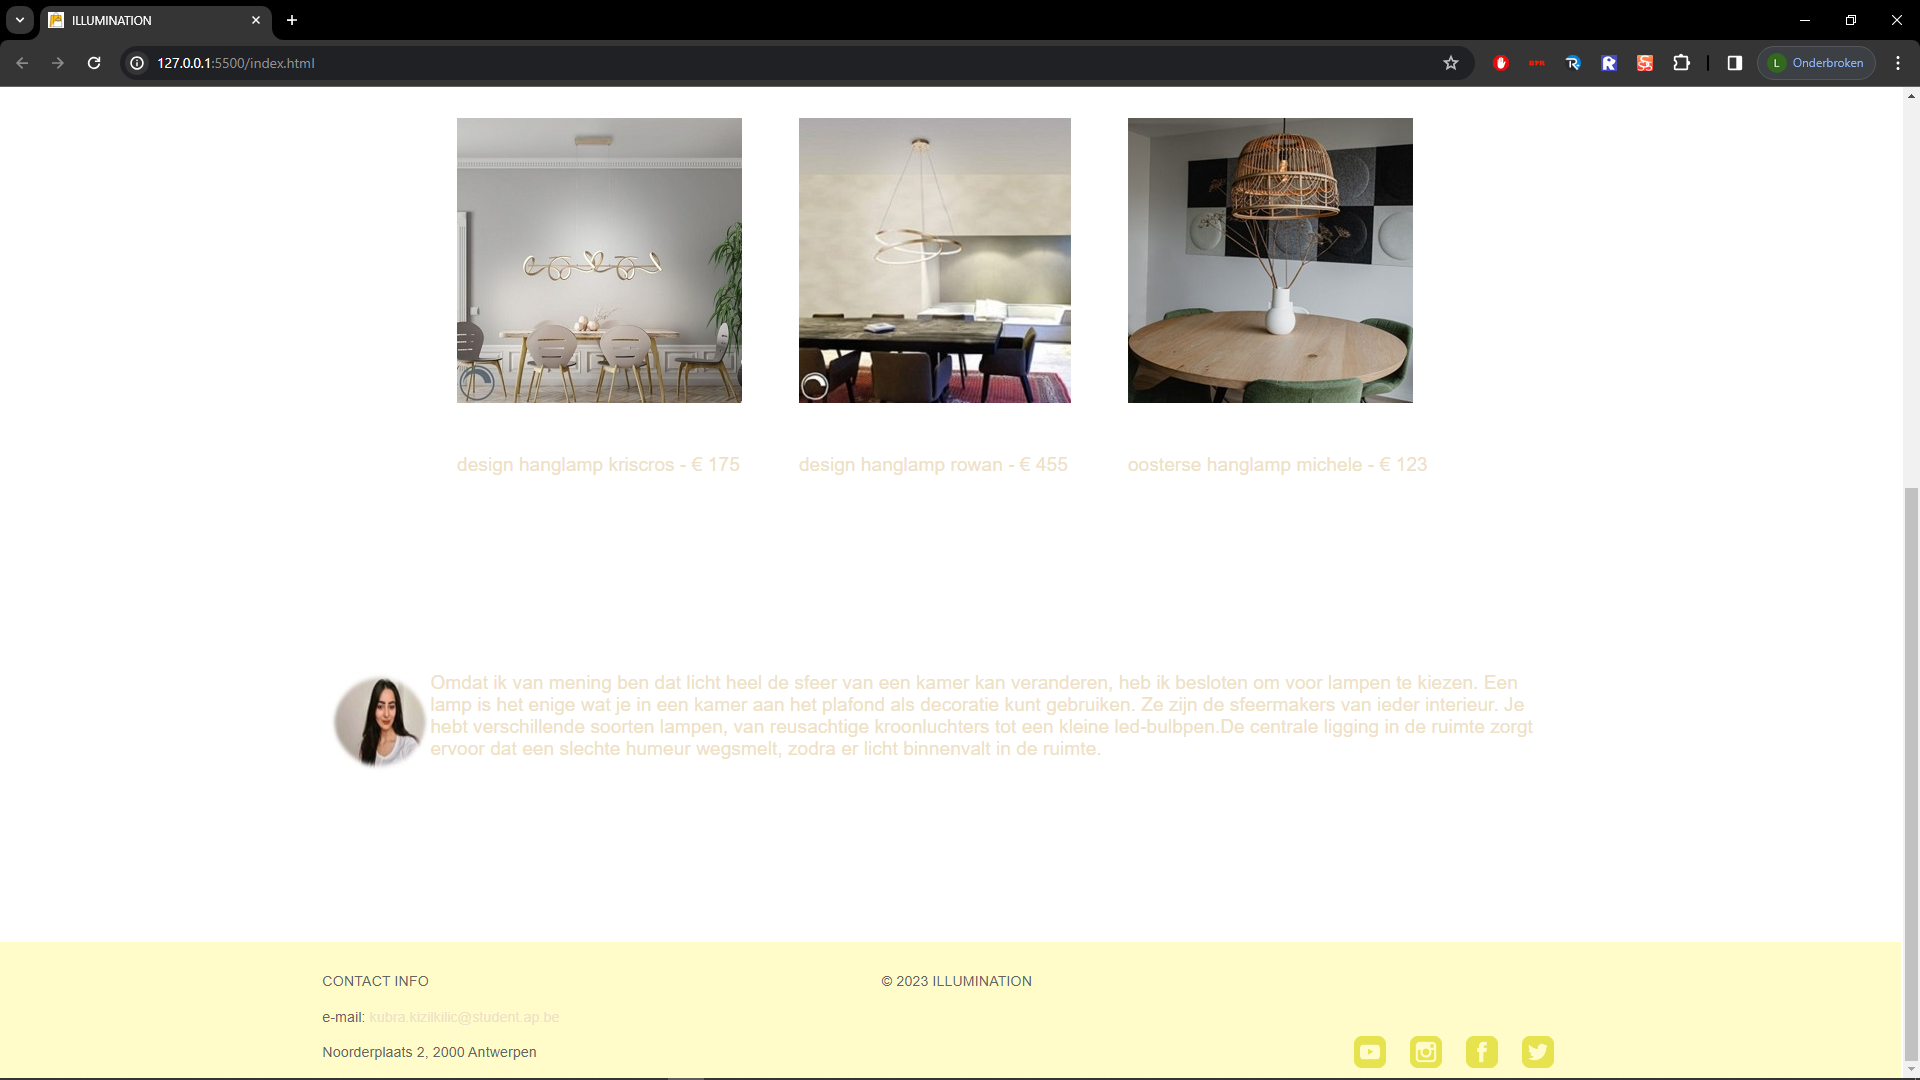 ILLUMINATION
127.0.0.1:5500/index.html
L Onderbroken
design hanglamp kriscros - € 175
design hanglamp rowan - € 455
oosterse hanglamp michele - € 123
Omdat ik van mening ben dat licht heel de sfeer van een kamer kan veranderen, heb ik besloten om voor lampen te kiezen. Een
lamp is het enige wat je in een kamer aan het plafond als decoratie kunt gebruiken. Ze zijn de sfeermakers van ieder interieur. Je
hebt verschillende soorten lampen, van reusachtige kroonluchters tot een kleine led-bulbpen.De centrale ligging in de ruimte zorgt
ervoor dat een slechte humeur wegsmelt, zodra er licht binnenvalt in de ruimte.
CONTACT INFO
© 2023 ILLUMINATION
e-mail: kubra.kizilkilic@student.ap.be
Noorderplaats 2, 2000 Antwerpen